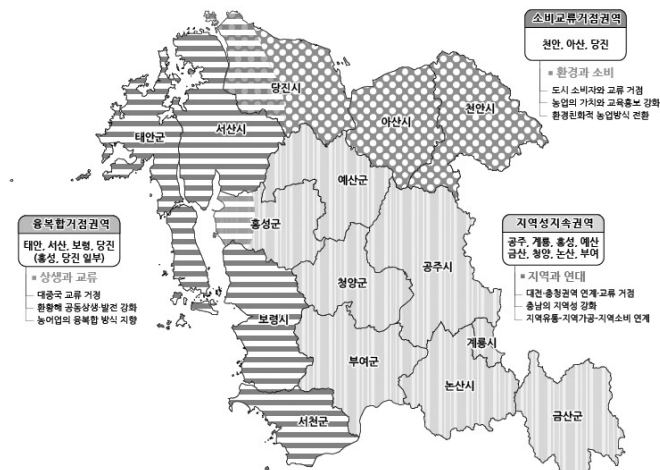 소비교류거점권역
천안, 아산, 당진
▪ 환경과 소비
도시 소비자와 교류 거점
농업의 가치와 교육홍보 강화
환경친화적 농업방식 전환
당진시
아산시
천안시
태안군
서산시
예산군
홍성군
융복합거점권역
태안, 서산, 보령, 당진
(홍성, 당진 일부)
▪ 상생과 교류
대중국 교류 거점
환황해 공동상생·발전 강화
농어업의 융복합 방식 지향
지역성지속권역
공주, 계룡, 홍성, 예산
금산, 청양, 논산, 부여
▪ 지역과 연대
대전·충청권역 연계·교류 거점
충남의 지역성 강화
지역유통-지역가공-지역소비 연계
청양군
공주시
보령시
계룡시
부여군
논산시
금산군
서천군